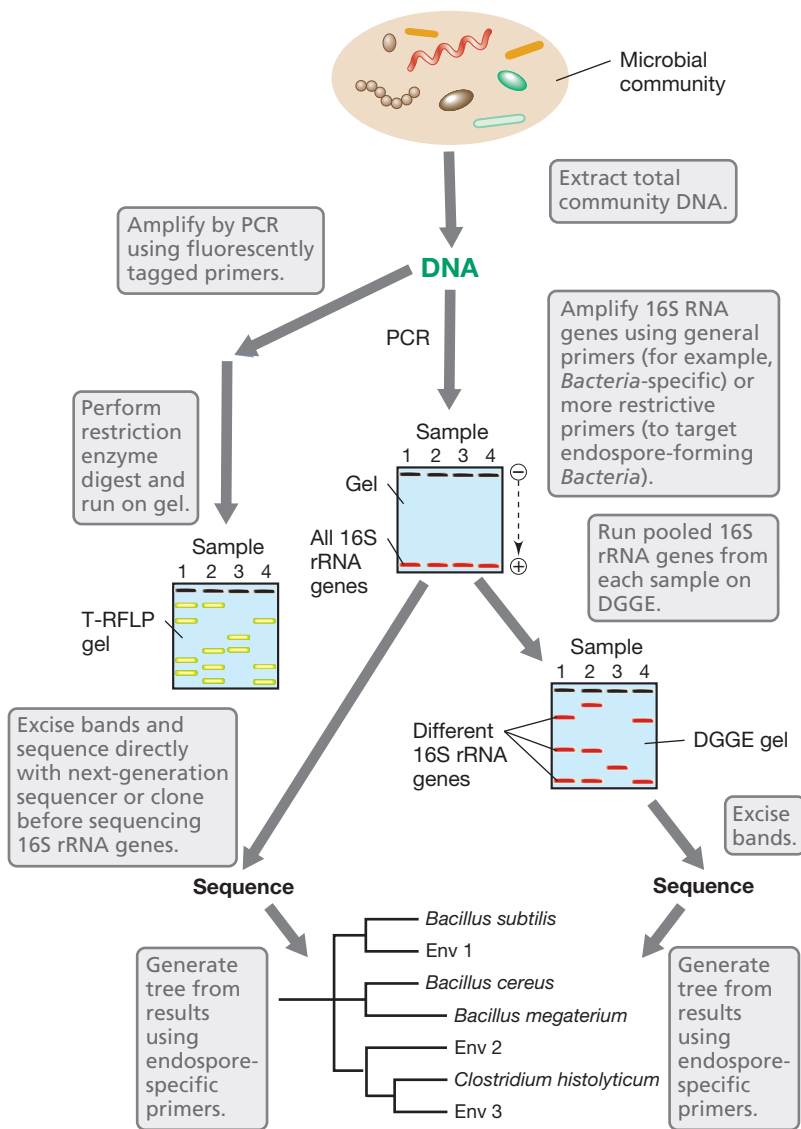 Microbial
community
Extract total
community DNA.
Amplify by PCR
using fluorescently
tagged primers.
DNA
PCR
Amplify 16S RNA
genes using general
primers (for example,
Bacteria-specific) or
more restrictive
primers (to target
endospore-forming
Bacteria).
Perform
restriction
enzyme
digest and
run on gel.
Sample
1 2 3 4
Gel
−
+
All 16S
rRNA
genes
Run pooled 16S
rRNA genes from
each sample on
DGGE.
Sample
1 2 3 4
T-RFLP
gel
Sample
1 2 3 4
Different
16S rRNA
genes
DGGE gel
Excise bands and
sequence directly
with next-generation
sequencer or clone
before sequencing
16S rRNA genes.
Excise
bands.
Sequence
Sequence
Generate
tree from
results
using
endospore-
specific
primers.
Bacillus subtilis
Env 1
Bacillus cereus
Bacillus megaterium
Env 2
Clostridium histolyticum
Env 3
Generate
tree from
results
using
endospore-
specific
primers.